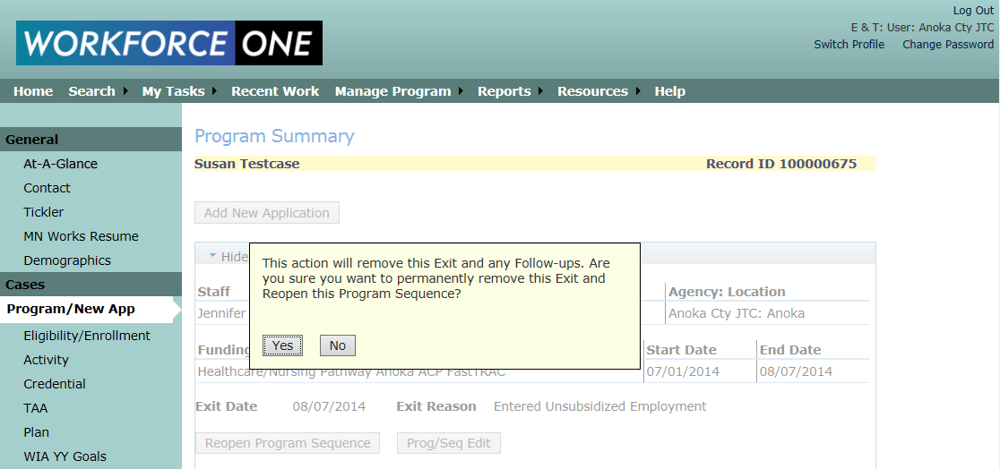 Log Out
E & T: User: Anoka Cty JTC
Switch Profile Change Password
WORKFORCE ONE
Home Search My Tasks Recent Work Manage Program Reports Resources Help
General
At-A-Glance
Contact
Tickler
MN Works Resume
Demographics
Cases
Program/New App
Eligibility/Enrollment
Activity
Credential
TAA
Plan
WIA YY Goals
Program Summary
Susan Testcase Record ID 100000675
Add New Application
Hide
This action will remove this Exit and any Follow-ups. Are
you sure you want to permanently remove this Exit and
Reopen this Program Sequence?
Yes No
Staff Agency: Location
Jennifer Anoka Cty JTC: Anoka
Funding Start Date End Date
Healthcare/Nursing Pathway Anoka ACP FastTRAC 07/01/2014 08/07/2014
Exit Date 08/07/2014 Exit Reason Entered Unsubsidized Employment
Reopen Program Sequence Prog/Seq Edit